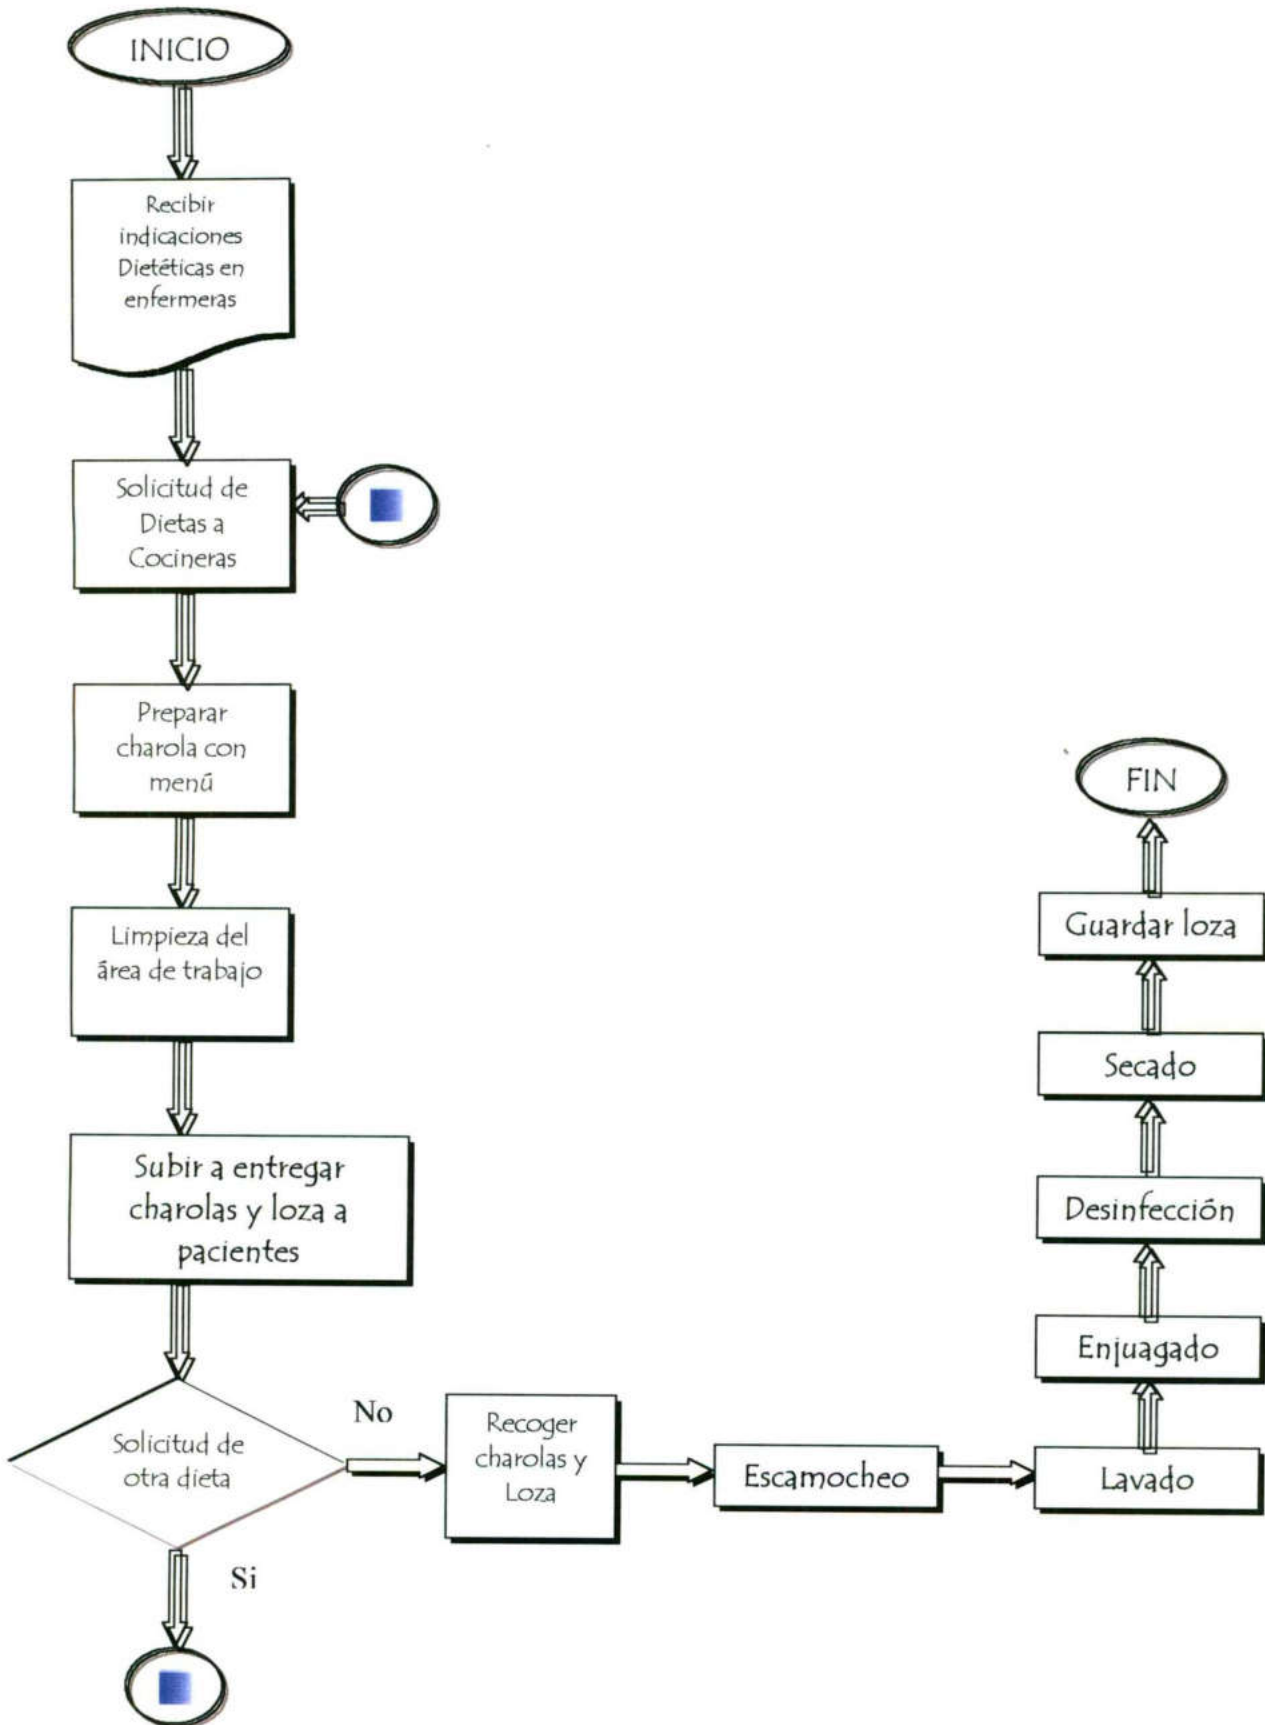 INICIO
Recibir
indicaciones
Dietéticas en
enfermeras
Solicitud de
Dietas a
Cocineras
Preparar
charola con
menú
Limpieza del
área de trabajo
Subir a entregar
charolas y loza a
pacientes
Solicitud de
otra dieta
No
Si
Recoger
charolas y
Loza
Escamocheo
Lavado
Enjuagado
Desinfección
Secado
Guardar loza
FIN